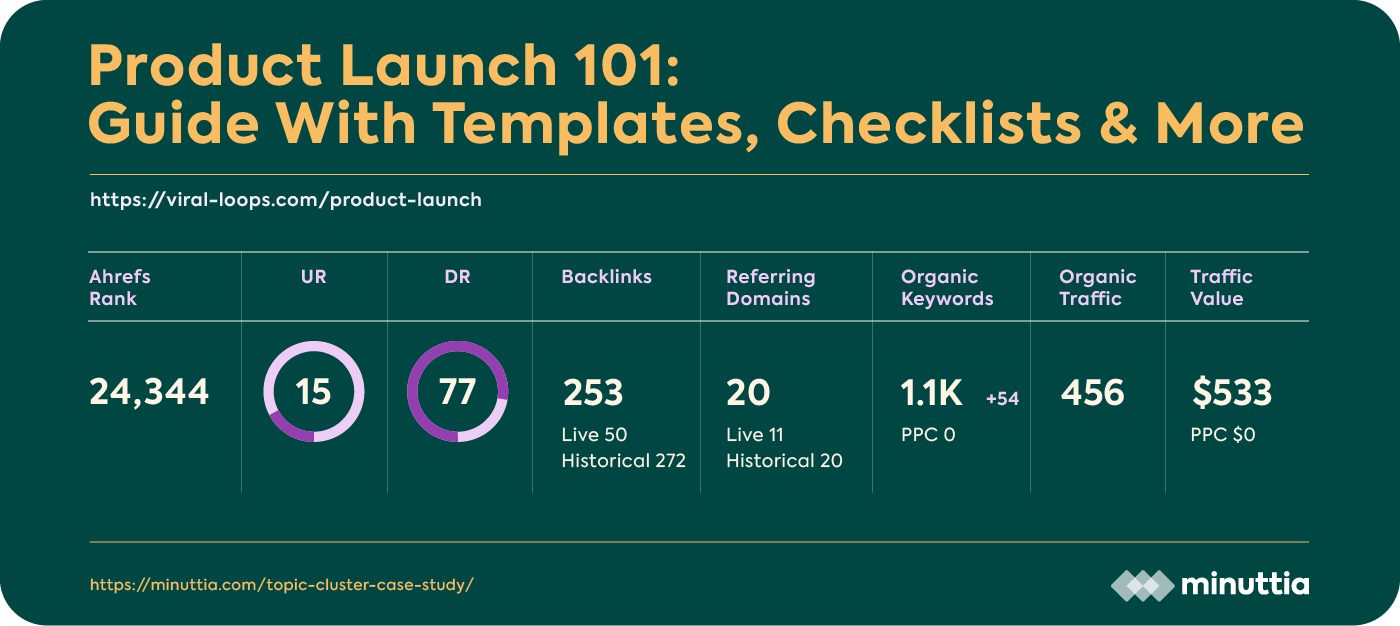 Product Launch 101:
Guide With Templates, Checklists & More
https://viral-loops.com/product-launch
Ahrefs
Rank
UR
DR
Backlinks
Referring
Domains
Organic
Keywords
Organic
Traffic
Traffic
Value
24,344
15
77
253
Live 50
Historical 272
20
Live 11
Historical 20
1.1K +54
PPC 0
456
$533
PPC $0
https://minuttia.com/topic-cluster-case-study/
minuttia